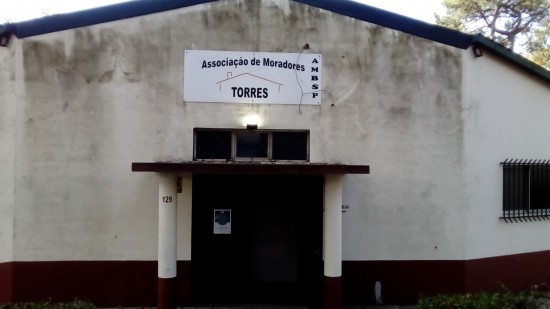 Associação de Moradores
TORRES
AMBSP
129